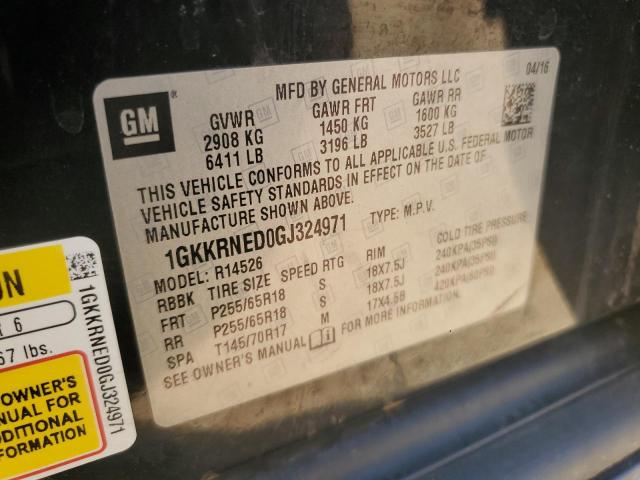 MFD BY GENERAL MOTORS LLC
04/16
GM
GVWR GAWR FRT GAWR RR
2908 KG 1450 KG 1600 KG
6411 LB 3196 LB 3527 LB
THIS VEHICLE CONFORMS TO ALL APPLICABLE U.S. FEDERAL MOTOR
VEHICLE SAFETY STANDARDS IN EFFECT ON THE DATE OF
MANUFACTURE SHOWN ABOVE.
1GKKRNED0GJ324971 TYPE: M.P.V.
MODEL: R14526
RBBK TIRE SIZE SPEED RTG RIM COLD TIRE PRESSURE
FRT P255/65R18 S 18X7.5J 240KPA(35PSI)
RR P255/65R18 S 18X7.5J 240KPA(35PSI)
SPA T145/70R17 M 17X4.5B 420KPA(60PSI)
SEE OWNER'S MANUAL FOR MORE INFORMATION
ON
R 6
67 lbs.
OWNER'S
FOR
1GKKRNED0GJ324971